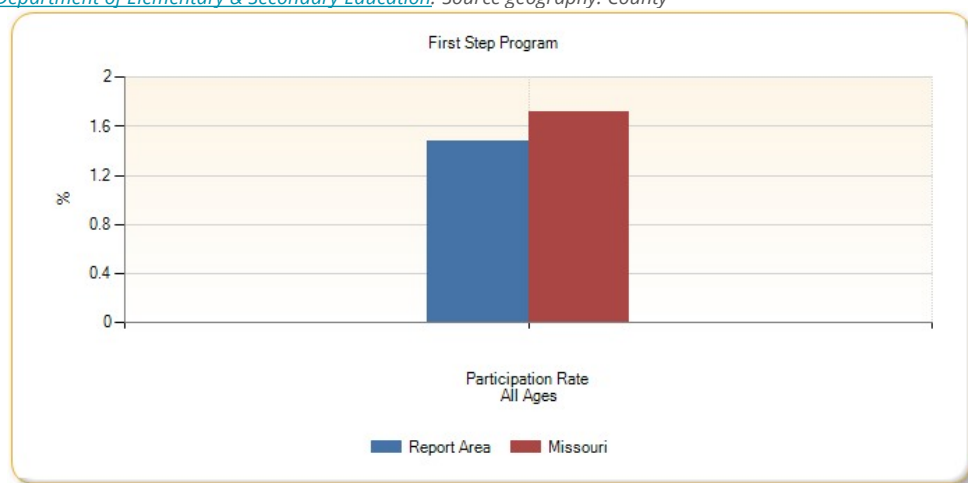 Department of Elementary & Secondary Education. Source geography: County
First Step Program
2
1.6
1.2
0.8
0.4
0
%
Participation Rate
All Ages
Report Area
Missouri